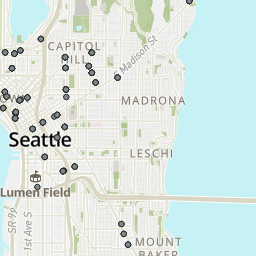 CAPITOL
HILL
Madison St
MADRONA
Seattle
LESCHI
Lumen Field
SR-99
1st Ave S
MOUNT
BAKER